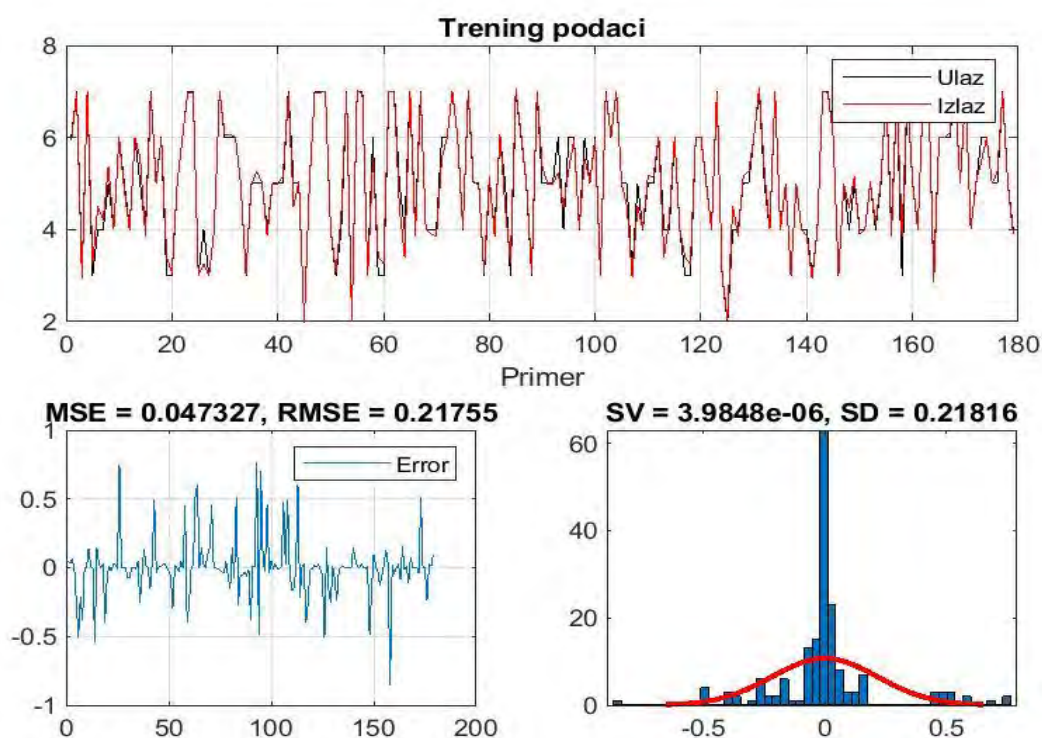 Trening podaci
8
6
4
2
Ulaz
Izlaz
0 20 40 60 80 100 120 140 160 180
Primer
MSE = 0.047327, RMSE = 0.21755
1
0.5
0
-0.5
-1
Error
0 50 100 150 200
SV = 3.9848e-06, SD = 0.21816
60
40
20
0
-0.5 0 0.5